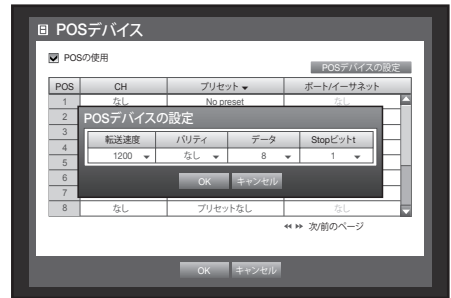 POSデバイス
POSの使用
POSデバイスの設定
POS CH プリセット ポート/イーサネット
1 なし No preset なし
2
3
4
5
6
7
8 なし プリセットなし なし
POSデバイスの設定
転送速度 パリティ データ Stopビットt
1200 なし 8 1
OK キャンセル
次/前のページ
OK キャンセル